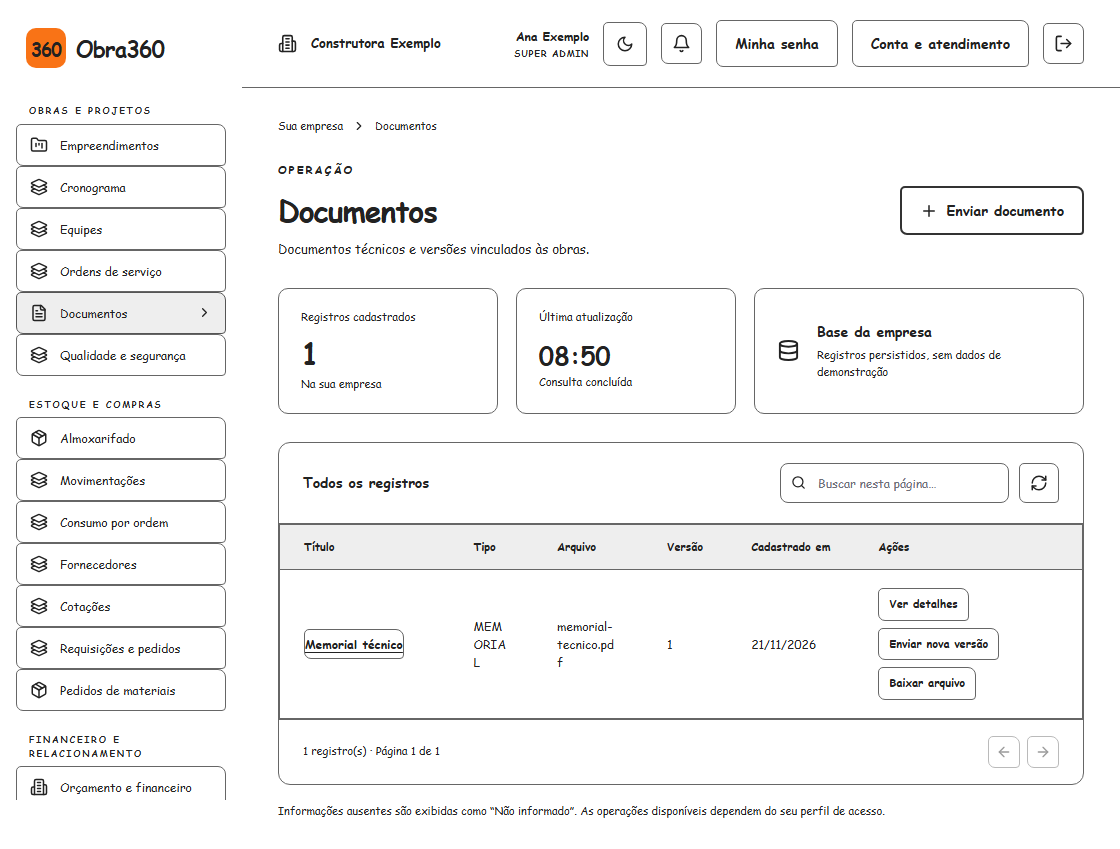 360 Obra360
Construtora Exemplo
Ana Exemplo
SUPER ADMIN
Minha senha
Conta e atendimento
OBRAS E PROJETOS
Empreendimentos
Cronograma
Equipes
Ordens de serviço
Documentos
Qualidade e segurança
ESTOQUE E COMPRAS
Almoxarifado
Movimentações
Consumo por ordem
Fornecedores
Cotações
Requisições e pedidos
Pedidos de materiais
FINANCEIRO E
RELACIONAMENTO
Orçamento e financeiro
Sua empresa > Documentos
OPERAÇÃO
Documentos
Documentos técnicos e versões vinculados às obras.
+ Enviar documento
Registros cadastrados
1
Na sua empresa
Última atualização
08:50
Consulta concluída
Base da empresa
Registros persistidos, sem dados de
demonstração
Todos os registros
Buscar nesta página...
Título Tipo Arquivo Versão Cadastrado em Ações
Memorial técnico
MEM
ORIA
L
memorial-
tecnico.pd
f
1
21/11/2026
Ver detalhes
Enviar nova versão
Baixar arquivo
1 registro(s) · Página 1 de 1
Informações ausentes são exibidas como “Não informado”. As operações disponíveis dependem do seu perfil de acesso.